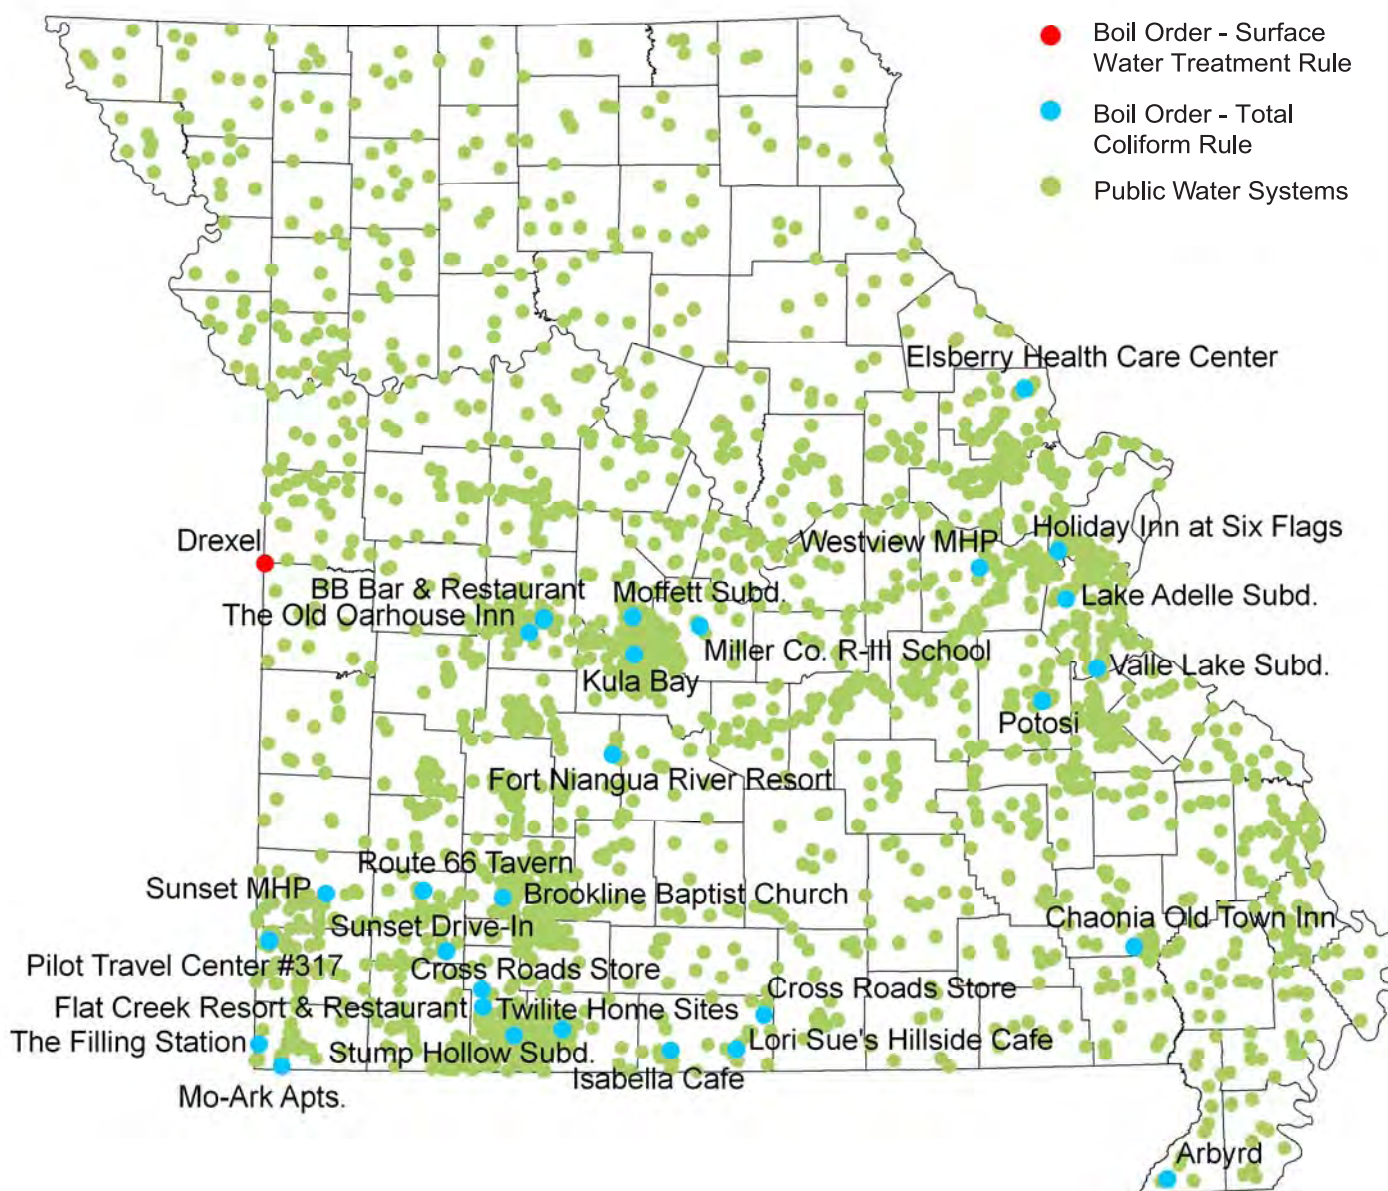 Boil Order - Surface
Water Treatment Rule
Boil Order - Total
Coliform Rule
Public Water Systems
Elsberry Health Care Center
Holiday Inn at Six Flags
Westview MHP
Drexel
BB Bar & Restaurant
Moffett Subd.
Lake Adelle Subd.
The Old Oarhouse Inn
Miller Co. R-III School
Valle Lake Subd.
Kula Bay
Potosi
Fort Niangua River Resort
Route 66 Tavern
Sunset MHP
Brookline Baptist Church
Chaonia Old Town Inn
Sunset Drive-In
Pilot Travel Center #317
Cross Roads Store
Cross Roads Store
Flat Creek Resort & Restaurant
Twilite Home Sites
The Filling Station
Lori Sue's Hillside Cafe
Stump Hollow Subd.
Isabella Cafe
Mo-Ark Apts.
Arbyrd